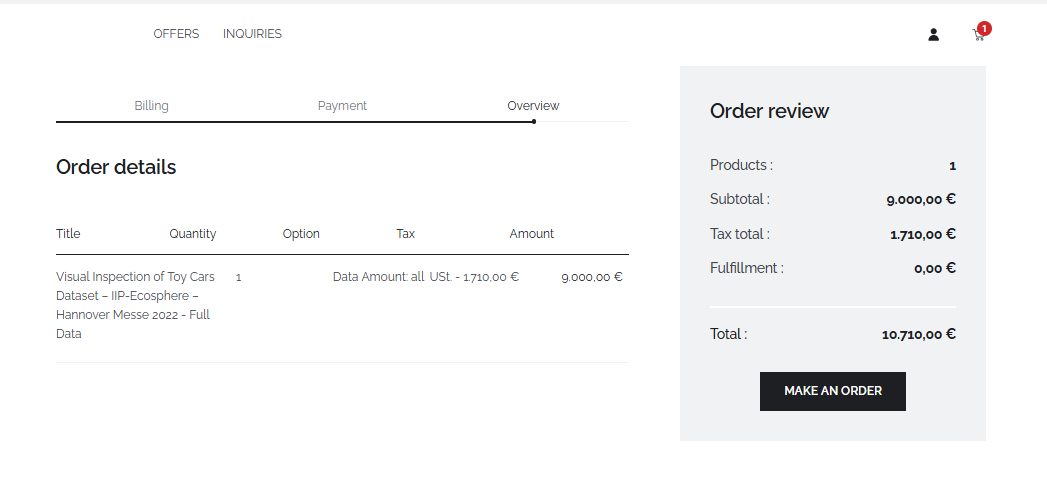 OFFERS INQUIRIES
1
Billing Payment Overview
Order details
Title Quantity Option Tax Amount
Visual Inspection of Toy Cars 1 Data Amount: all USt. - 1.710,00 € 9.000,00 €
Dataset – IIP-Ecosphere –
Hannover Messe 2022 - Full
Data
Order review
Products : 1
Subtotal : 9.000,00 €
Tax total : 1.710,00 €
Fulfillment : 0,00 €
Total : 10.710,00 €
MAKE AN ORDER